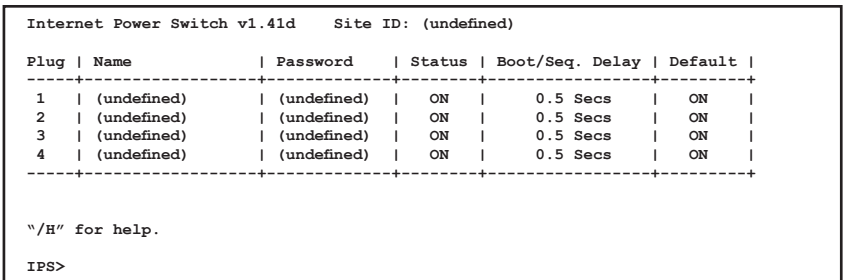 Internet Power Switch v1.41d    Site ID: (undefined)
Plug | Name              | Password    | Status | Boot/Seq. Delay | Default |
-----+-------------------+-------------+--------+-----------------+---------+
 1   | (undefined)       | (undefined) |   ON   |     0.5 Secs    |   ON    |
 2   | (undefined)       | (undefined) |   ON   |     0.5 Secs    |   ON    |
 3   | (undefined)       | (undefined) |   ON   |     0.5 Secs    |   ON    |
 4   | (undefined)       | (undefined) |   ON   |     0.5 Secs    |   ON    |
-----+-------------------+-------------+--------+-----------------+---------+
“/H” for help.
IPS>